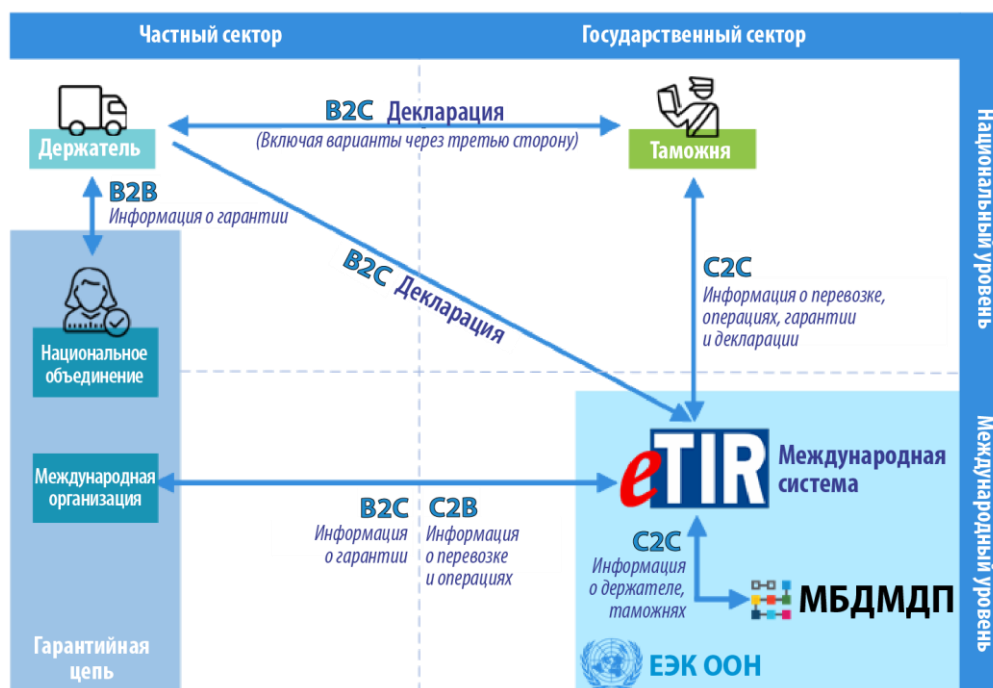 Частный сектор
Государственный сектор
Национальный уровень
Международный уровень
Держатель
B2C Декларация
(Включая варианты через третью сторону)
Таможня
B2B
Информация о гарантии
B2C Декларация
C2C
Информация о перевозке,
операциях, гарантии
и декларации
Национальное
объединение
Международная
организация
B2C
Информация
о гарантии
C2B
Информация
о перевозке
и операциях
eTIR
Международная
система
C2C
Информация
о держателе,
таможнях
МБДМДП
Гарантийная
цепь
ЕЭК ООН